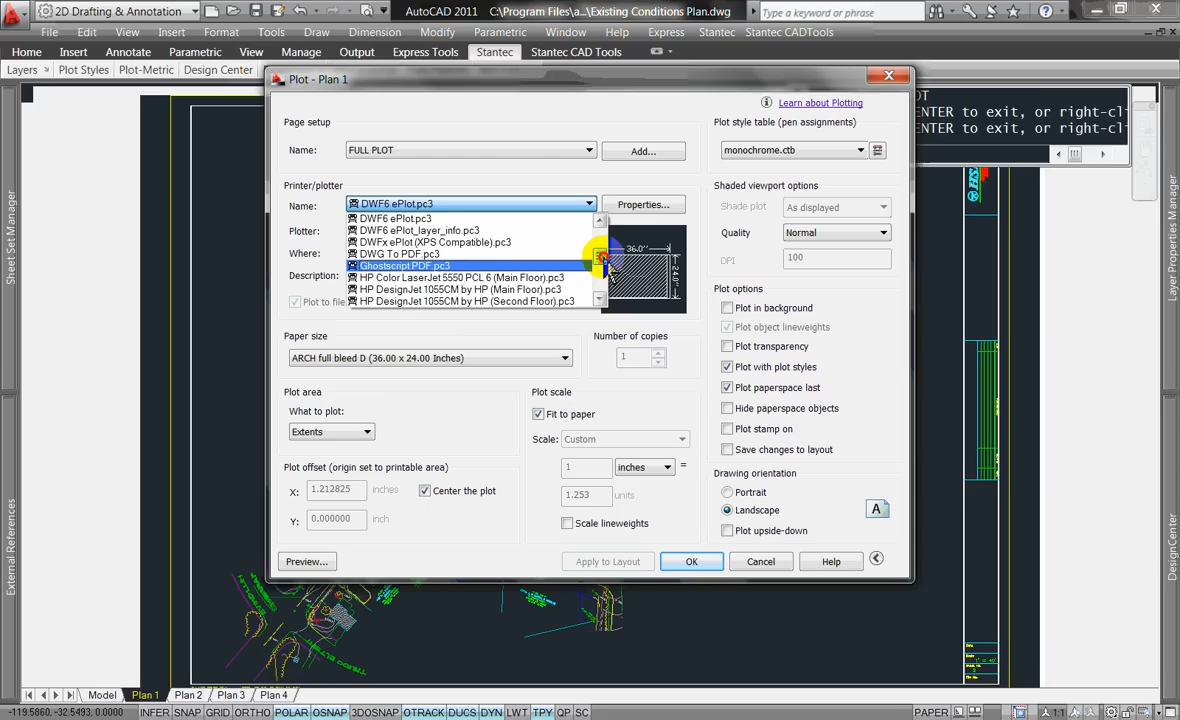 2D Drafting & Annotation
AutoCAD 2011 C:\Program Files\a...\Existing Conditions Plan.dwg
Type a keyword or phrase
File Edit View Insert Format Tools Draw Dimension Modify Parametric Window Help Express Stantec Stantec CADTools
Home Insert Annotate Parametric View Manage Output Express Tools Stantec Stantec CAD Tools
Layers Plot Styles Plot-Metric Design Center
Plot - Plan 1
OT
ENTER to exit, or right-cl
ENTER to exit, or right-cl
Learn about Plotting
Page setup
Name: FULL PLOT Add...
Plot style table (pen assignments)
monochrome.ctb
Printer/plotter
Name: DWF6 ePlot.pc3 Properties...
Plotter:
Where:
Description:
Plot to file
DWF6 ePlot.pc3
DWF6 ePlot_layer_info.pc3
DWFx ePlot (XPS Compatible).pc3
DWG To PDF.pc3
Ghostscript PDF.pc3
HP Color LaserJet 5550 PCL 6 (Main Floor).pc3
HP DesignJet 1055CM by HP (Main Floor).pc3
HP DesignJet 1055CM by HP (Second Floor).pc3
36.0''
24.0''
Shaded viewport options
Shade plot As displayed
Quality Normal
DPI 100
Paper size
ARCH full bleed D (36.00 x 24.00 Inches)
Number of copies
1
Plot area
What to plot:
Extents
Plot scale
Fit to paper
Scale: Custom
1 inches =
1.253 units
Scale lineweights
Plot offset (origin set to printable area)
X: 1.212825 inches Center the plot
Y: 0.000000 inch
Plot options
Plot in background
Plot object lineweights
Plot transparency
Plot with plot styles
Plot paperspace last
Hide paperspace objects
Plot stamp on
Save changes to layout
Drawing orientation
Portrait
Landscape
Plot upside-down
A
Preview... Apply to Layout OK Cancel Help
Sheet Set Manager
External References
Layer Properties Manager
DesignCenter
Model Plan 1 Plan 2 Plan 3 Plan 4
-119.5860, -32.5493, 0.0000 INFER SNAP GRID ORTHO POLAR OSNAP 3DOSNAP OTRACK DUCS DYN LWT TPY QP SC PAPER 1:1